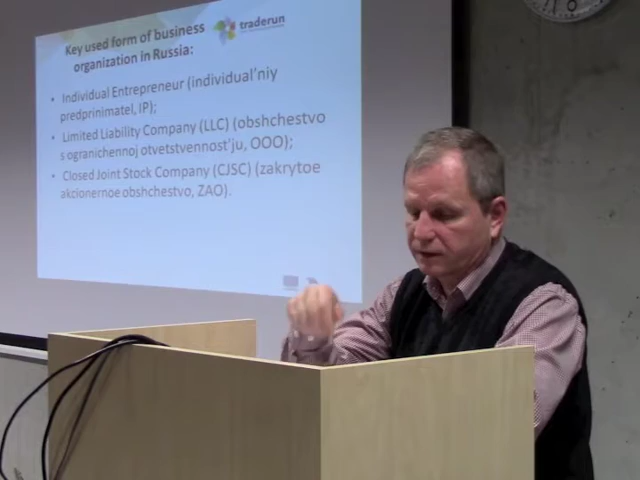 Key used form of business
organization in Russia:
traderun
• Individual Entrepreneur (individual'niy
predprinimatel, IP);
• Limited Liability Company (LLC) (obshchestvo
s ogranichennoj otvetstvennost'ju, OOO);
• Closed Joint Stock Company (CJSC) (zakrytoe
akcionernoe obshchestvo, ZAO).